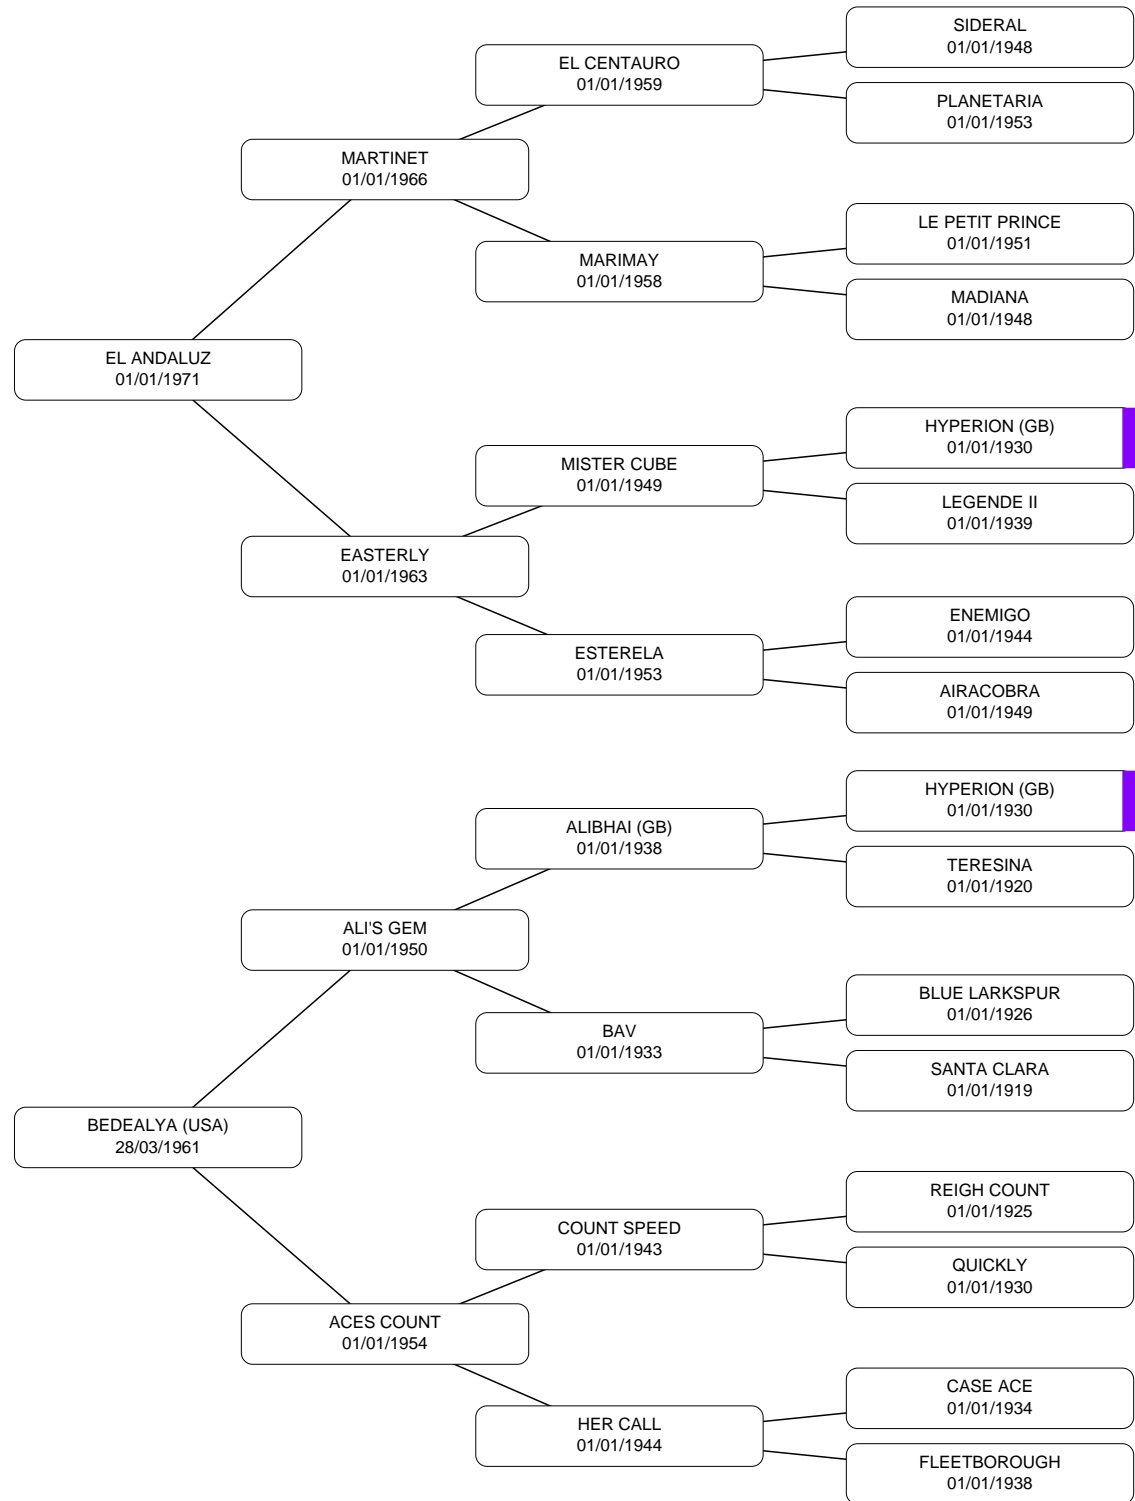 SIDERAL
01/01/1948
EL CENTAURO
01/01/1959
PLANETARIA
01/01/1953
MARTINET
01/01/1966
LE PETIT PRINCE
01/01/1951
MARIMAY
01/01/1958
MADIANA
01/01/1948
EL ANDALUZ
01/01/1971
HYPERION (GB)
01/01/1930
MISTER CUBE
01/01/1949
LEGENDE II
01/01/1939
EASTERLY
01/01/1963
ENEMIGO
01/01/1944
ESTERELA
01/01/1953
AIRACOBRA
01/01/1949
HYPERION (GB)
01/01/1930
ALIBHAI (GB)
01/01/1938
TERESINA
01/01/1920
ALI'S GEM
01/01/1950
BLUE LARKSPUR
01/01/1926
BAV
01/01/1933
SANTA CLARA
01/01/1919
BEDEALYA (USA)
28/03/1961
REIGH COUNT
01/01/1925
COUNT SPEED
01/01/1943
QUICKLY
01/01/1930
ACES COUNT
01/01/1954
CASE ACE
01/01/1934
HER CALL
01/01/1944
FLEETBOROUGH
01/01/1938